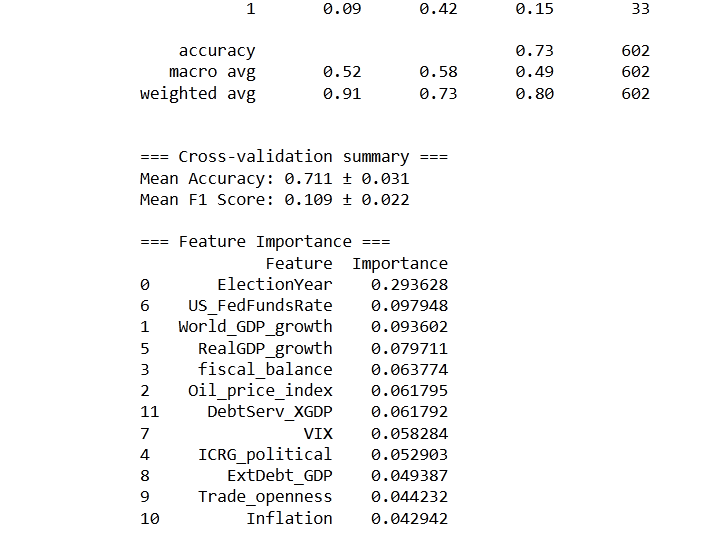 1 0.09 0.42 0.15 33
accuracy 0.73 602
macro avg 0.52 0.58 0.49 602
weighted avg 0.91 0.73 0.80 602
=== Cross-validation summary ===
Mean Accuracy: 0.711 ± 0.031
Mean F1 Score: 0.109 ± 0.022
=== Feature Importance ===
Feature Importance
0 ElectionYear 0.293628
6 US_FedFundsRate 0.097948
1 World_GDP_growth 0.093602
5 RealGDP_growth 0.079711
3 fiscal_balance 0.063774
2 Oil_price_index 0.061795
11 DebtServ_XGDP 0.061792
7 VIX 0.058284
4 ICRG_political 0.052903
8 ExtDebt_GDP 0.049387
9 Trade_openness 0.044232
10 Inflation 0.042942